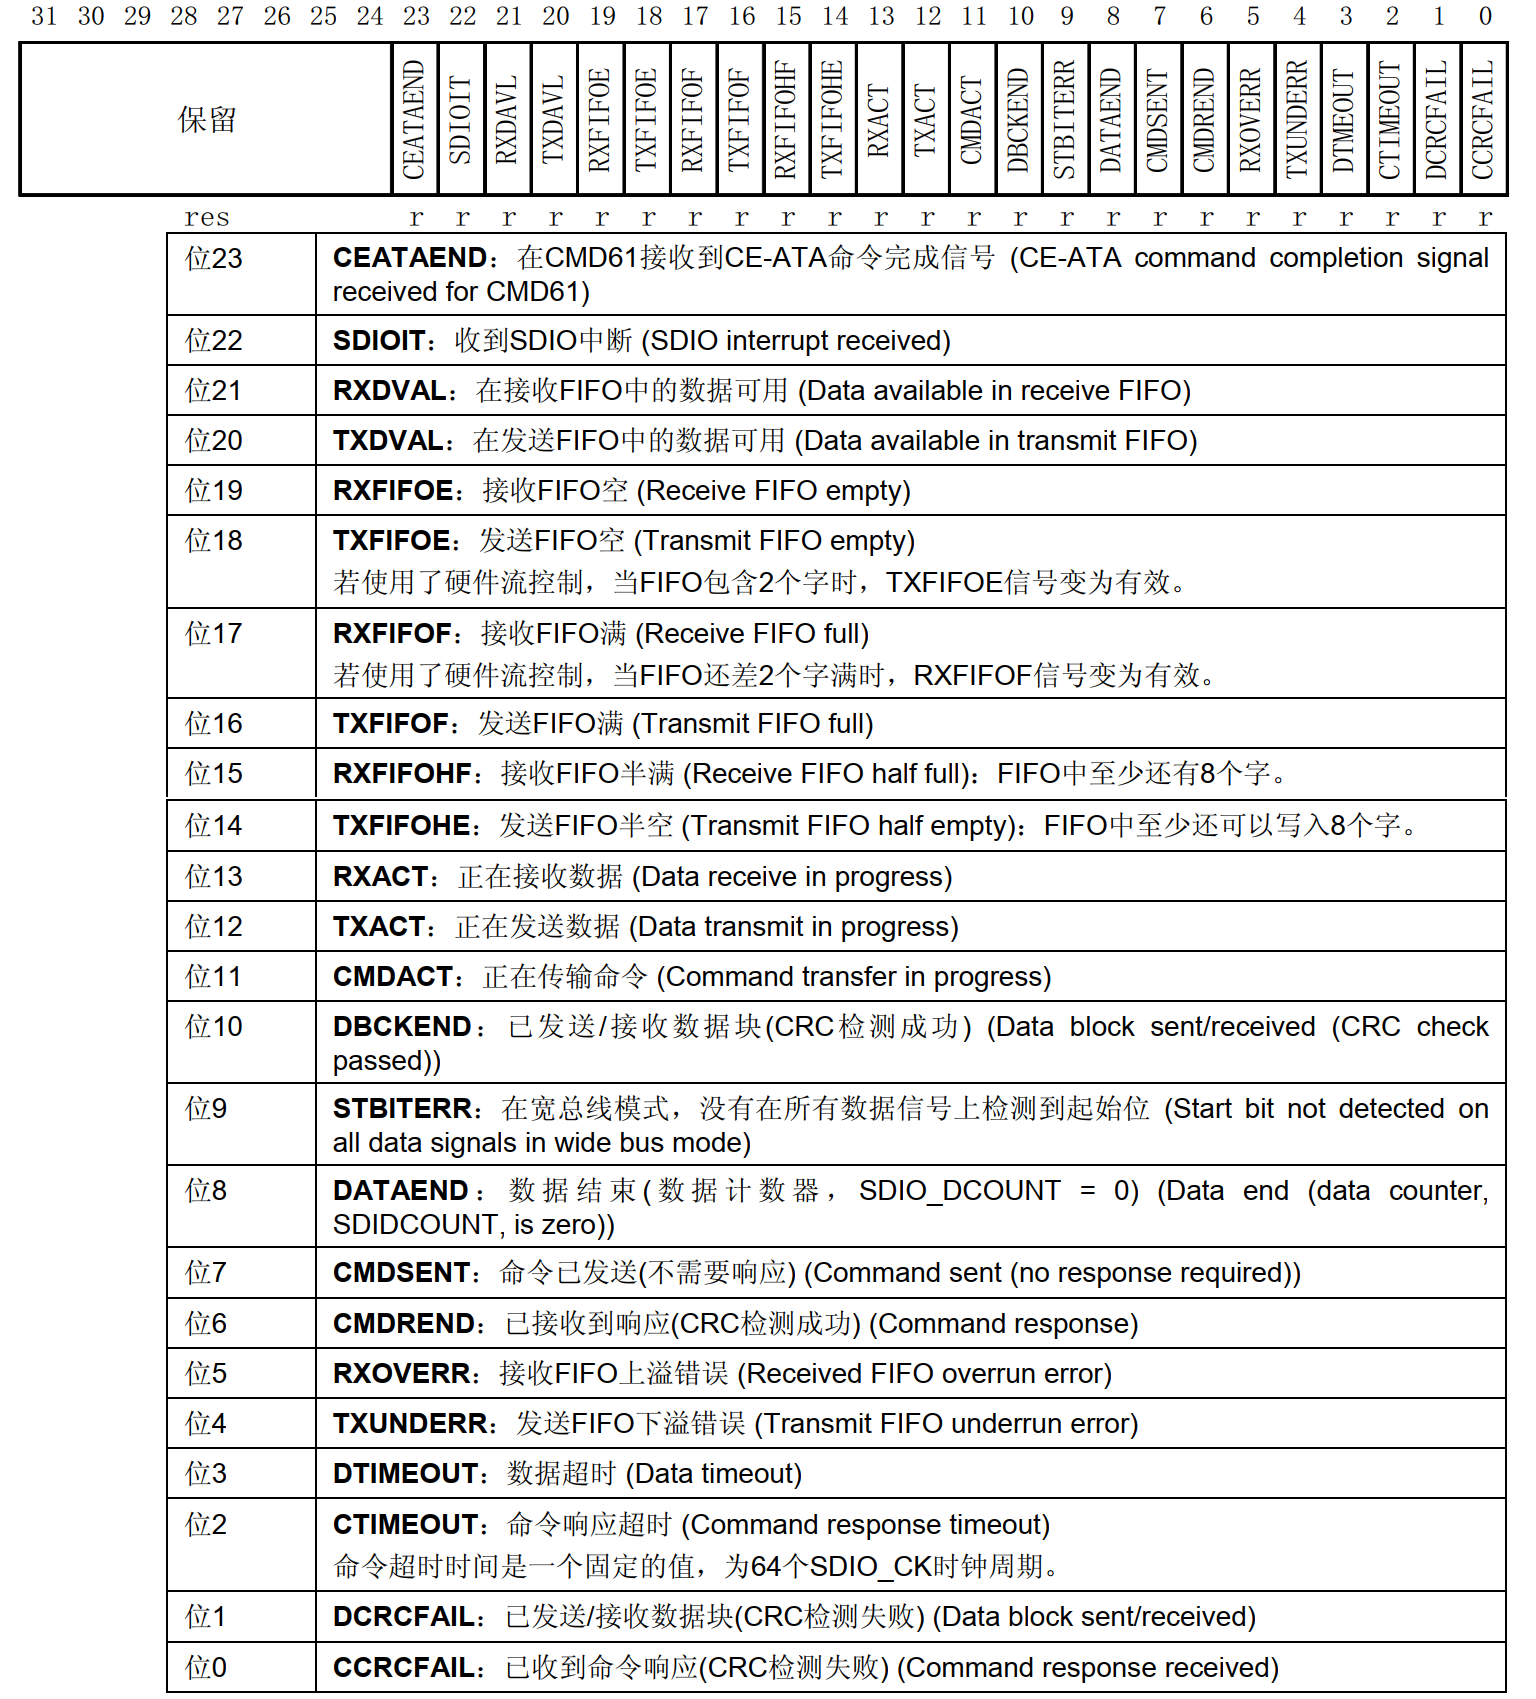 31 30 29 28 27 26 25 24 23 22 21 20 19 18 17 16 15 14 13 12 11 10 9 8 7 6 5 4 3 2 1 0
保留 CEATAEND SDIOIT RXDAVL TXDAVL RXFIFOE TXFIFOE RXFIFOF TXFIFOF RXFIFOHF TXFIFOHE RXACT TXACT CMDACT DBCKEND STBITERR DATAEND CMDSENT CMDREND RXOVERR TXUNDERR DTMEOUT CTIMEOUT DCRCFAIL CCRCFAIL
res r r r r r r r r r r r r r r r r r r r r r r r r
位23 CEATAEND：在CMD61接收到CE-ATA命令完成信号 (CE-ATA command completion signal
received for CMD61)
位22 SDIOIT：收到SDIO中断 (SDIO interrupt received)
位21 RXDVAL：在接收FIFO中的数据可用 (Data available in receive FIFO)
位20 TXDVAL：在发送FIFO中的数据可用 (Data available in transmit FIFO)
位19 RXFIFOE：接收FIFO空 (Receive FIFO empty)
位18 TXFIFOE：发送FIFO空 (Transmit FIFO empty)
若使用了硬件流控制，当FIFO包含2个字时，TXFIFOE信号变为有效。
位17 RXFIFOF：接收FIFO满 (Receive FIFO full)
若使用了硬件流控制，当FIFO还差2个字满时，RXFIFOF信号变为有效。
位16 TXFIFOF：发送FIFO满 (Transmit FIFO full)
位15 RXFIFOHF：接收FIFO半满 (Receive FIFO half full)：FIFO中至少还有8个字。
位14 TXFIFOHE：发送FIFO半空 (Transmit FIFO half empty)：FIFO中至少还可以写入8个字。
位13 RXACT：正在接收数据 (Data receive in progress)
位12 TXACT：正在发送数据 (Data transmit in progress)
位11 CMDACT：正在传输命令 (Command transfer in progress)
位10 DBCKEND：已发送/接收数据块(CRC检测成功) (Data block sent/received (CRC check
passed))
位9 STBITERR：在宽总线模式，没有在所有数据信号上检测到起始位 (Start bit not detected on
all data signals in wide bus mode)
位8 DATAEND：数据结束(数据计数器，SDIO_DCOUNT = 0) (Data end (data counter,
SDIDCOUNT, is zero))
位7 CMDSENT：命令已发送(不需要响应) (Command sent (no response required))
位6 CMDREND：已接收到响应(CRC检测成功) (Command response)
位5 RXOVERR：接收FIFO上溢错误 (Received FIFO overrun error)
位4 TXUNDERR：发送FIFO下溢错误 (Transmit FIFO underrun error)
位3 DTIMEOUT：数据超时 (Data timeout)
位2 CTIMEOUT：命令响应超时 (Command response timeout)
命令超时时间是一个固定的值，为64个SDIO_CK时钟周期。
位1 DCRCFAIL：已发送/接收数据块(CRC检测失败) (Data block sent/received)
位0 CCRCFAIL：已收到命令响应(CRC检测失败) (Command response received)